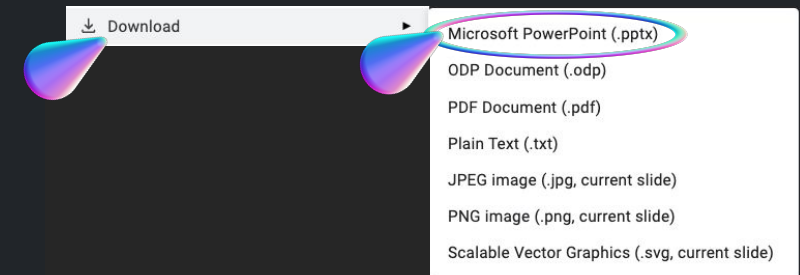 Download
Microsoft PowerPoint (.pptx)
ODP Document (.odp)
PDF Document (.pdf)
Plain Text (.txt)
JPEG image (.jpg, current slide)
PNG image (.png, current slide)
Scalable Vector Graphics (.svg, current slide)